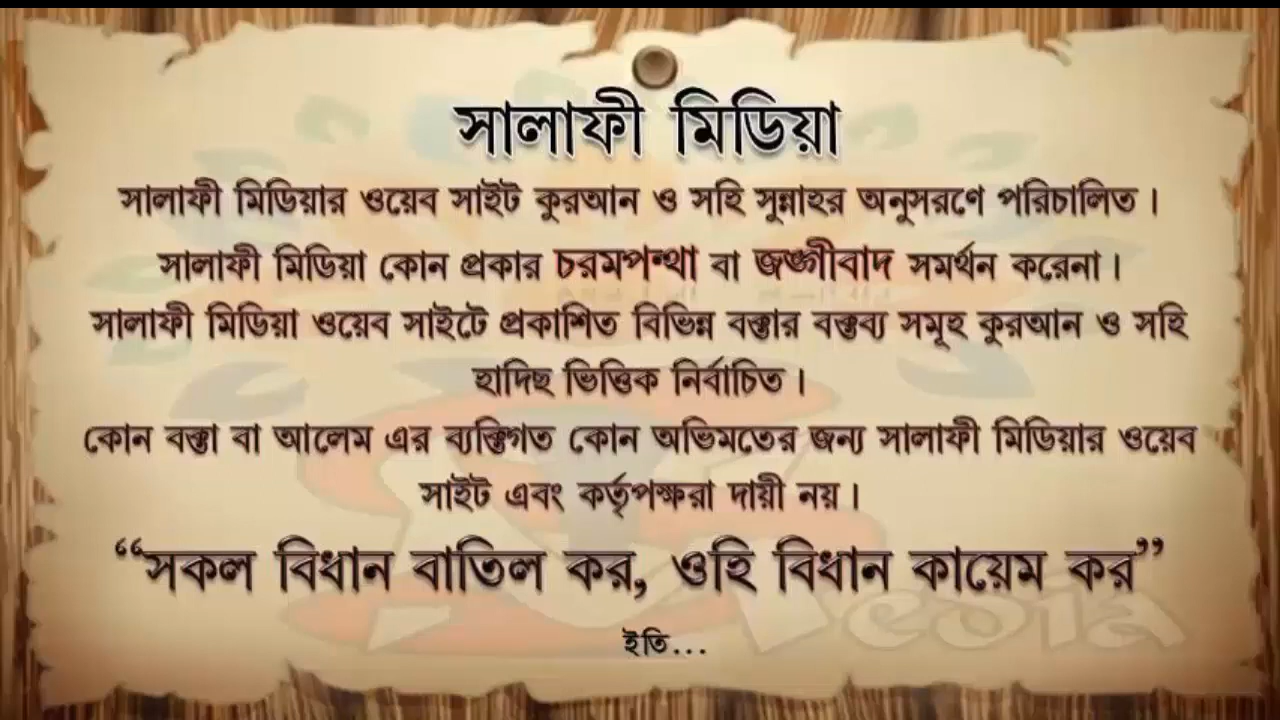 সালাফী মিডিয়া
সালাফী মিডিয়ার ওয়েব সাইট কুরআন ও সহি সুন্নাহর অনুসরণে পরিচালিত।
সালাফী মিডিয়া কোন প্রকার চরমপন্থা বা জঙ্গীবাদ সমর্থন করেনা।
সালাফী মিডিয়া ওয়েব সাইটে প্রকাশিত বিভিন্ন বক্তার বক্তব্য সমূহ কুরআন ও সহি
হাদিছ ভিত্তিক নির্বাচিত।
কোন বক্তা বা আলেম এর ব্যক্তিগত কোন অভিমতের জন্য সালাফী মিডিয়ার ওয়েব
সাইট এবং কর্তৃপক্ষরা দায়ী নয়।
“সকল বিধান বাতিল কর, ওহি বিধান কায়েম কর”
ইতি...